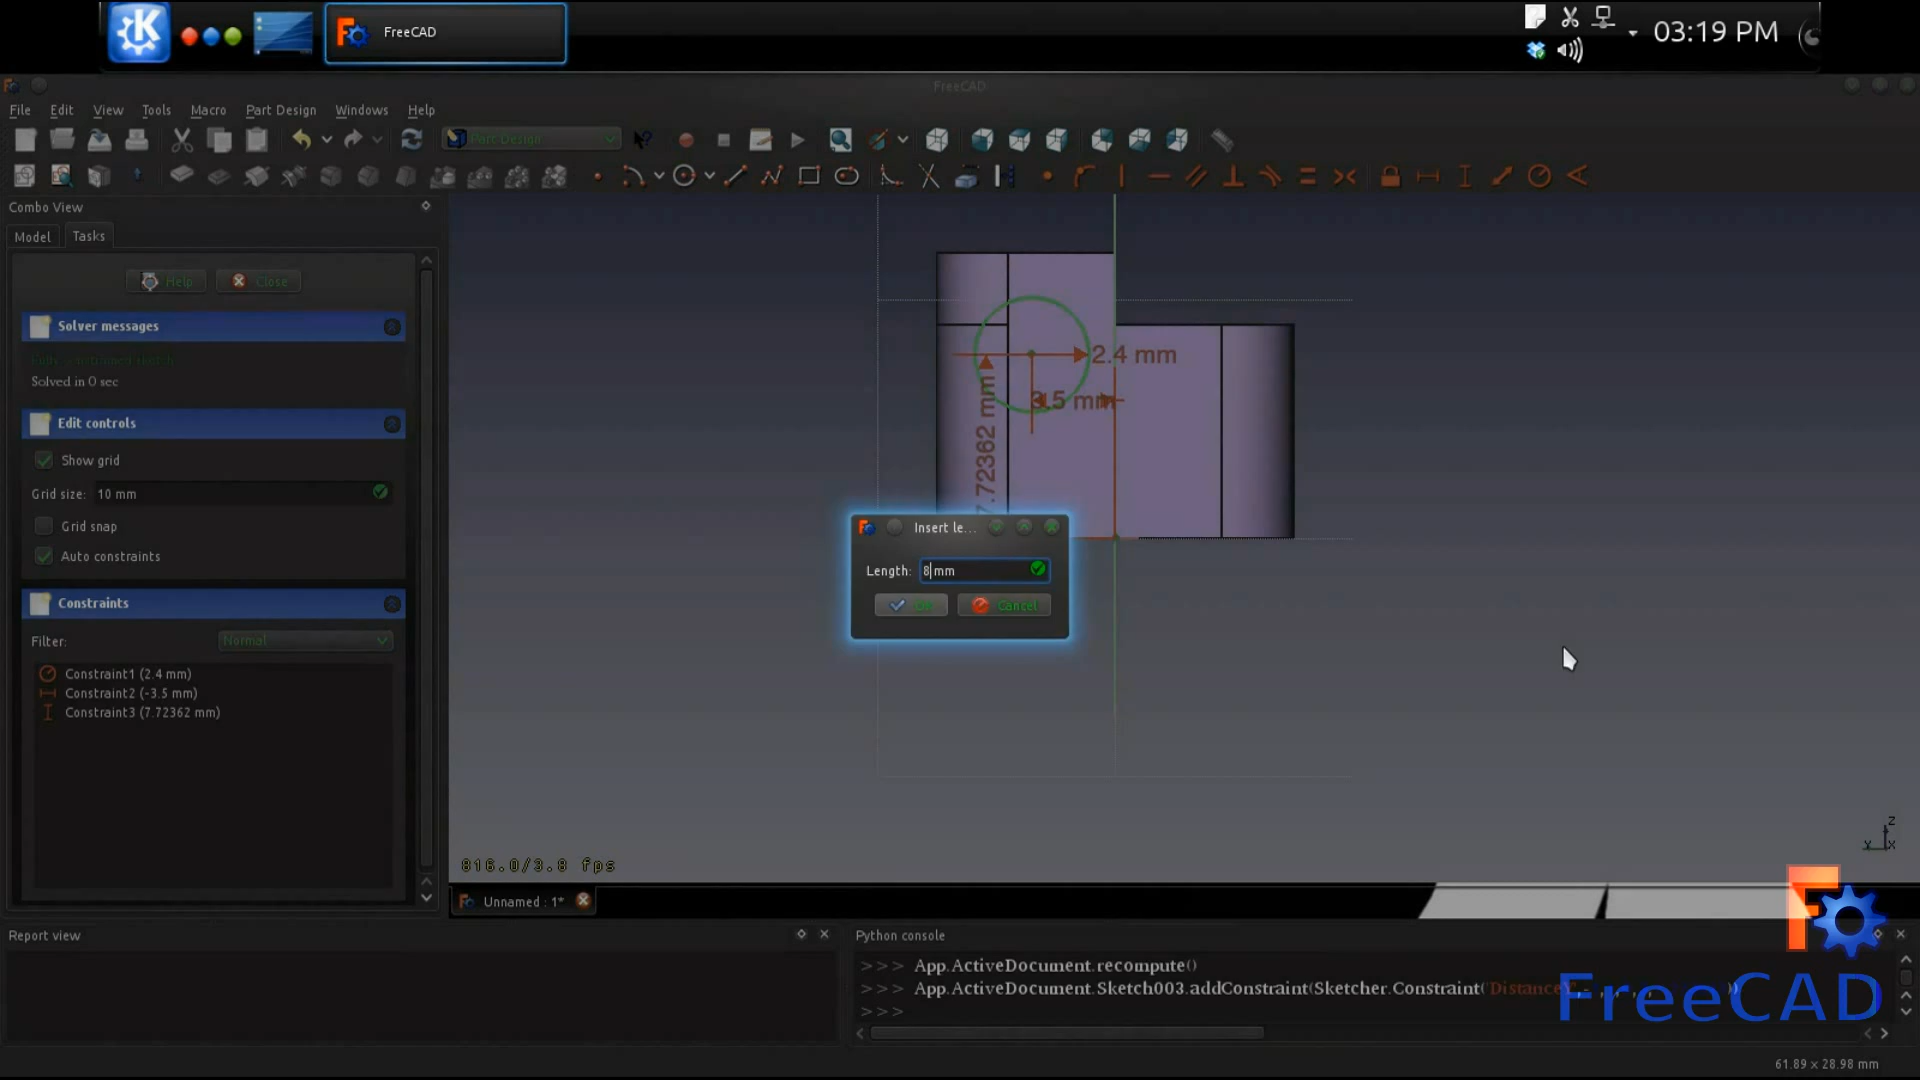 FreeCAD
03:19 PM
FreeCAD
File Edit View Tools Macro Part Design Windows Help
Part Design
Combo View
Model Tasks
Help Close
Solver messages
Fully constrained sketch
Solved in 0 sec
Edit controls
Show grid
Grid size: 10 mm
Grid snap
Auto constraints
Constraints
Filter: Normal
Constraint1 (2.4 mm)
Constraint2 (-3.5 mm)
Constraint3 (7.72362 mm)
2.4 mm
3.5 mm
7.72362 mm
Insert le...
Length: 8 mm
Cancel
816.0/3.8 fps
Unnamed : 1*
Report view
Python console
>>> App.ActiveDocument.recompute()
>>> App.ActiveDocument.Sketch003.addConstraint(Sketcher.Constraint('Distance
>>>
FreeCAD
61.89 x 28.98 mm